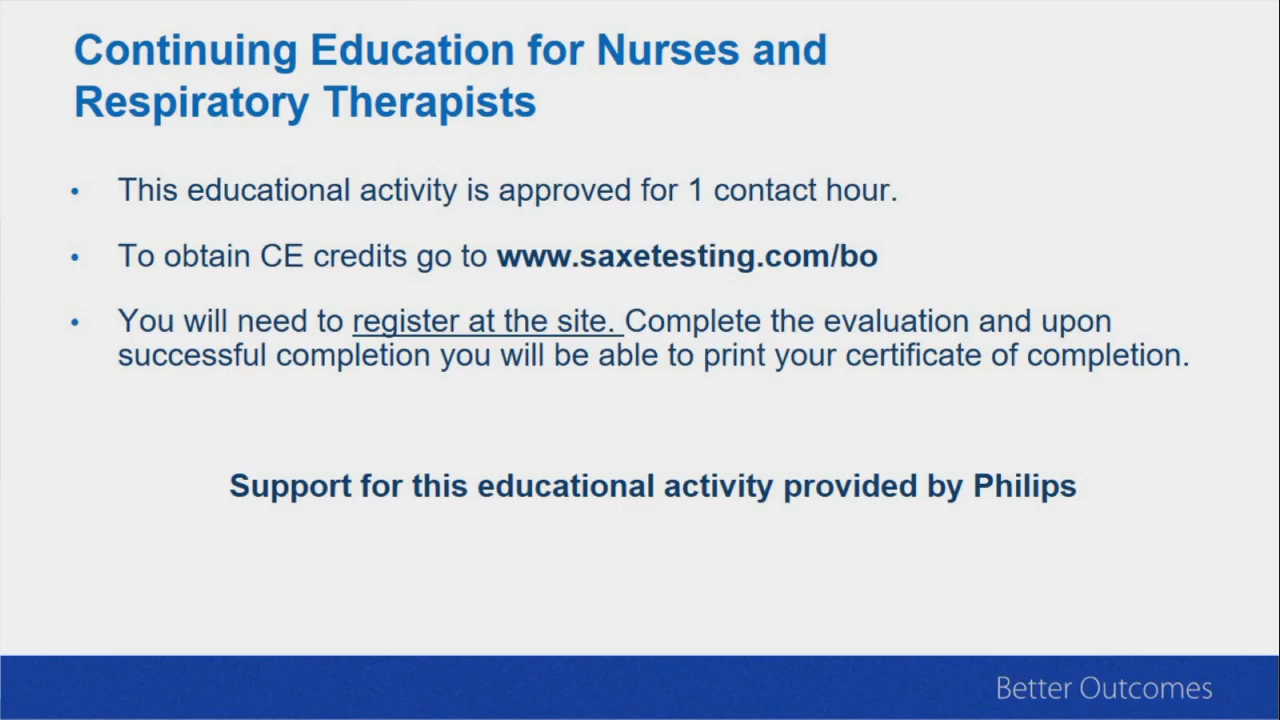 Continuing Education for Nurses and
Respiratory Therapists
• This educational activity is approved for 1 contact hour.
• To obtain CE credits go to www.saxetesting.com/bo
• You will need to register at the site. Complete the evaluation and upon
successful completion you will be able to print your certificate of completion.
Support for this educational activity provided by Philips
Better Outcomes